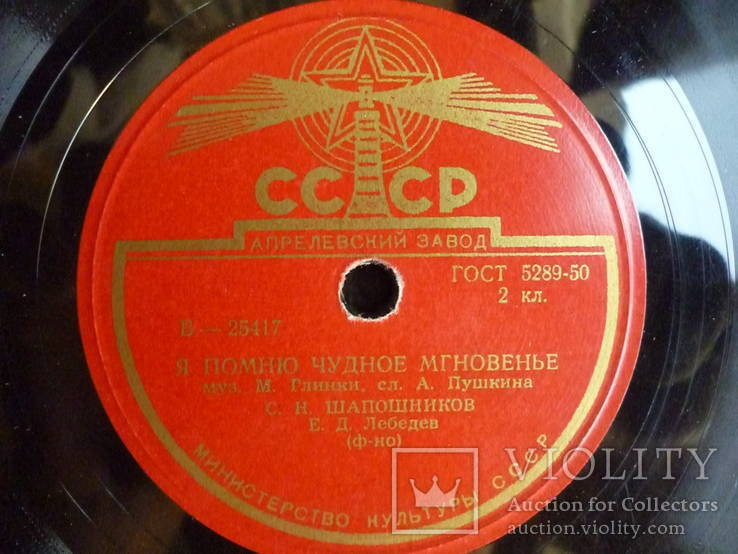 СССР
АПРЕЛЕВСКИЙ ЗАВОД
ГОСТ 5289-50
2 кл.
В — 25417
Я ПОМНЮ ЧУДНОЕ МГНОВЕНЬЕ
муз. М. Глинки, сл. А. Пушкина
С. Н. ШАПОШНИКОВ
Е. Д. Лебедев
(ф-но)
МИНИСТЕРСТВО КУЛЬТУРЫ СССР
VIOLITY
Auction for Collectors
auction.violity.com